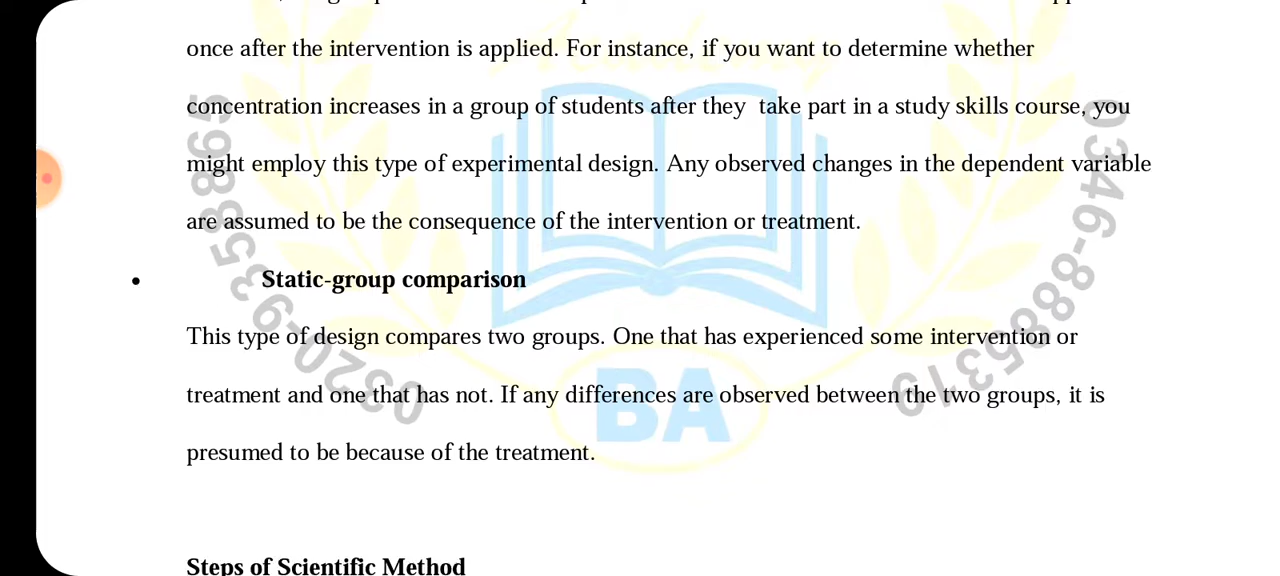 once after the intervention is applied. For instance, if you want to determine whether
concentration increases in a group of students after they take part in a study skills course, you
might employ this type of experimental design. Any observed changes in the dependent variable
are assumed to be the consequence of the intervention or treatment.
• Static-group comparison
This type of design compares two groups. One that has experienced some intervention or
treatment and one that has not. If any differences are observed between the two groups, it is
presumed to be because of the treatment.
Steps of Scientific Method
Academy
BA
0346-8885319